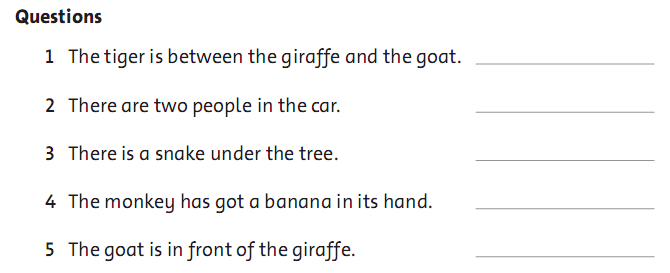 Questions
1 The tiger is between the giraffe and the goat.
2 There are two people in the car.
3 There is a snake under the tree.
4 The monkey has got a banana in its hand.
5 The goat is in front of the giraffe.